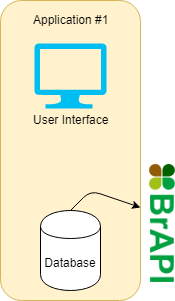 Application #1
User Interface
BrAPI
Database